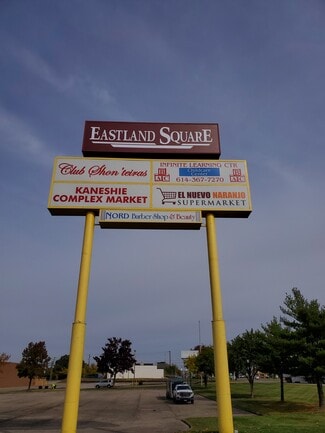 EASTLAND SQUARE
Club Shon'teiras
KANESHIE
COMPLEX MARKET
INFINITE LEARNING CTR
Childcare
614-367-7270
EL NUEVO NARANJO
SUPERMARKET
NORD Barber Shop & Beauty